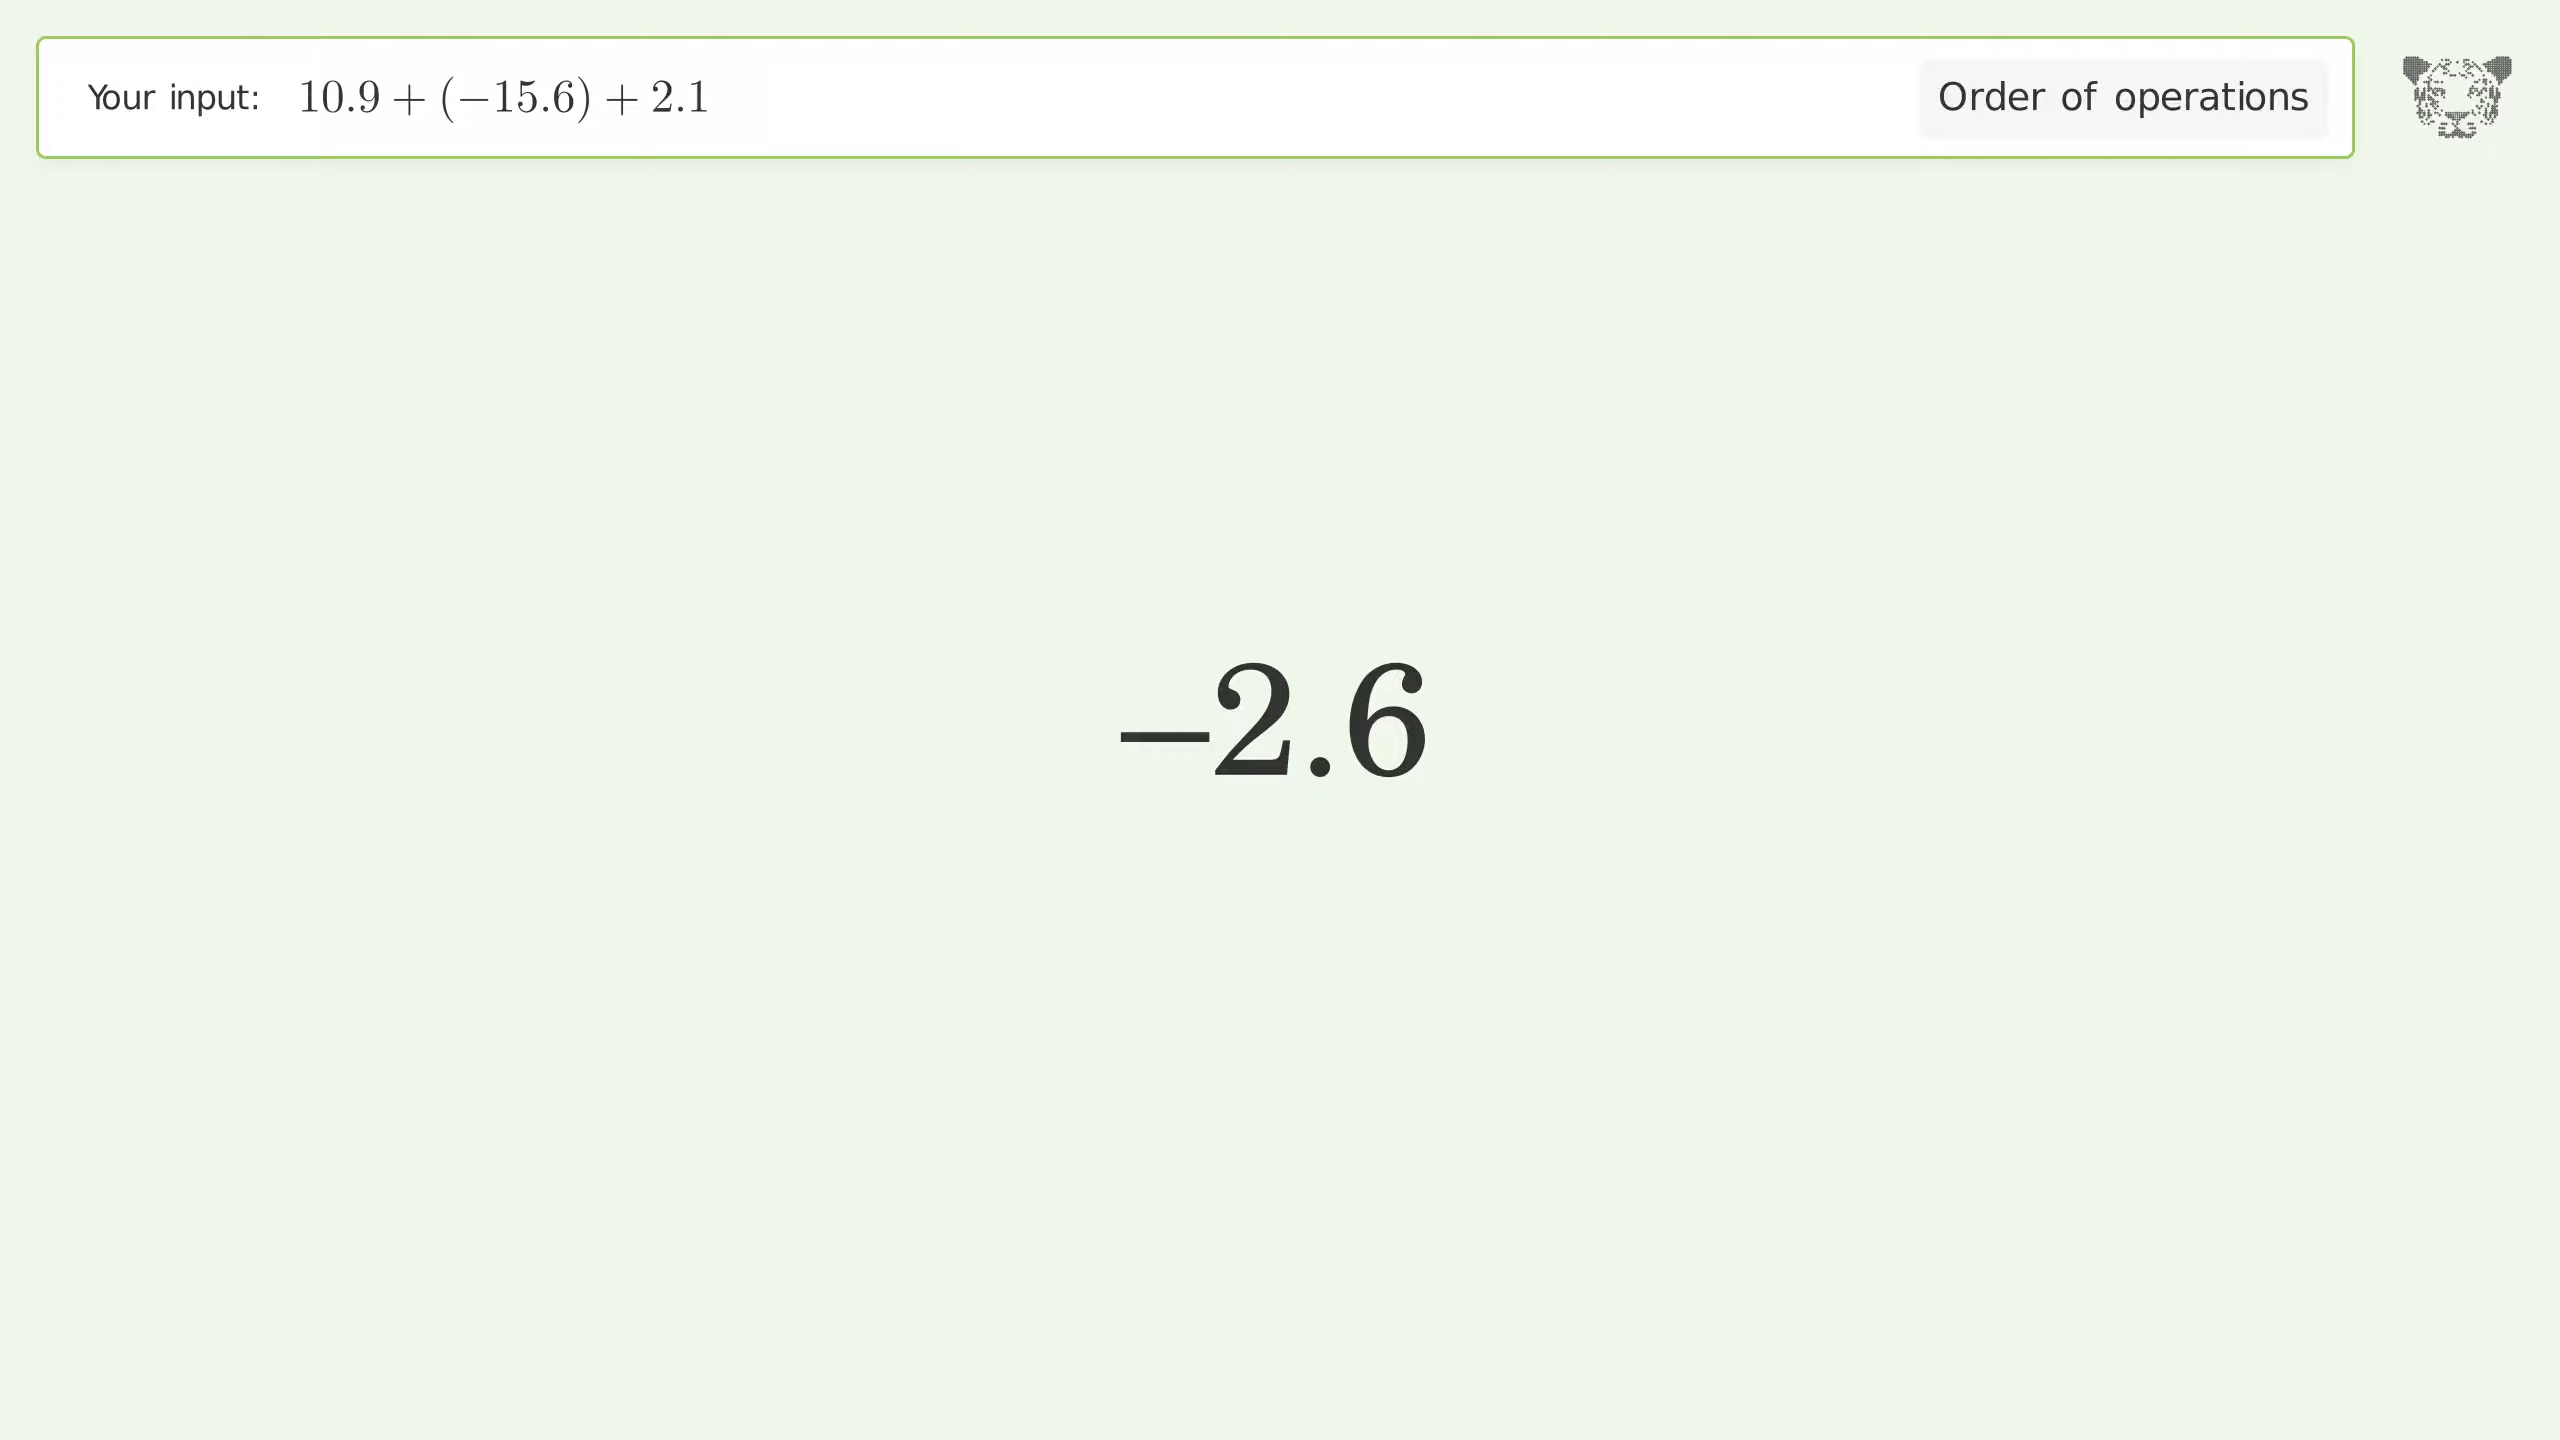 Your input: 10.9 + (−15.6) + 2.1
Order of operations
−2.6